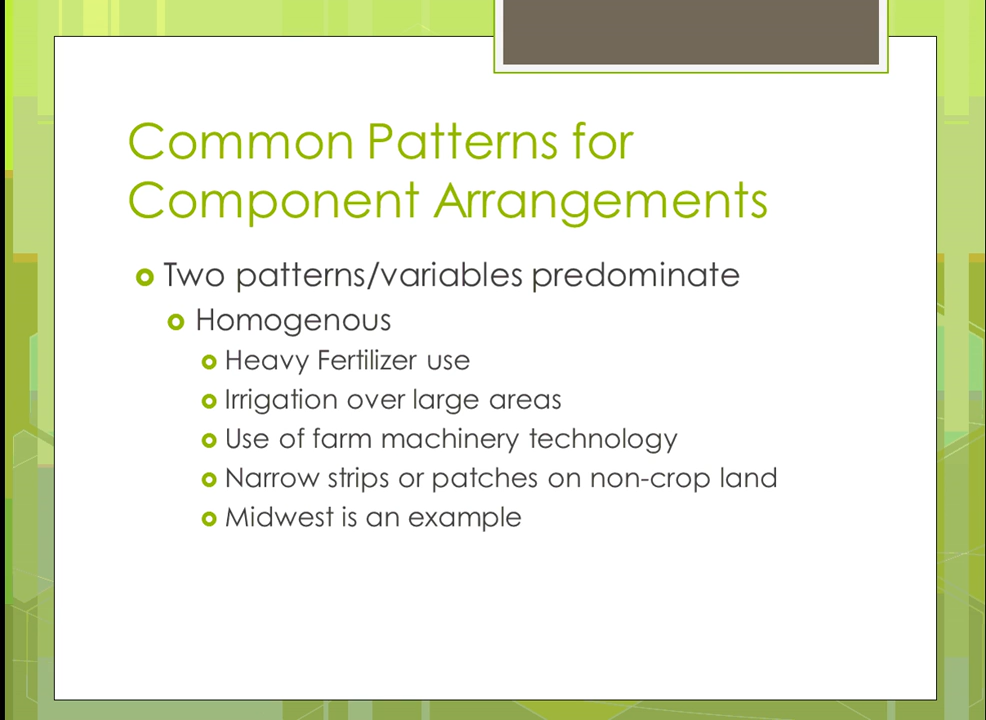 Common Patterns for
Component Arrangements
Two patterns/variables predominate
Homogenous
Heavy Fertilizer use
Irrigation over large areas
Use of farm machinery technology
Narrow strips or patches on non-crop land
Midwest is an example